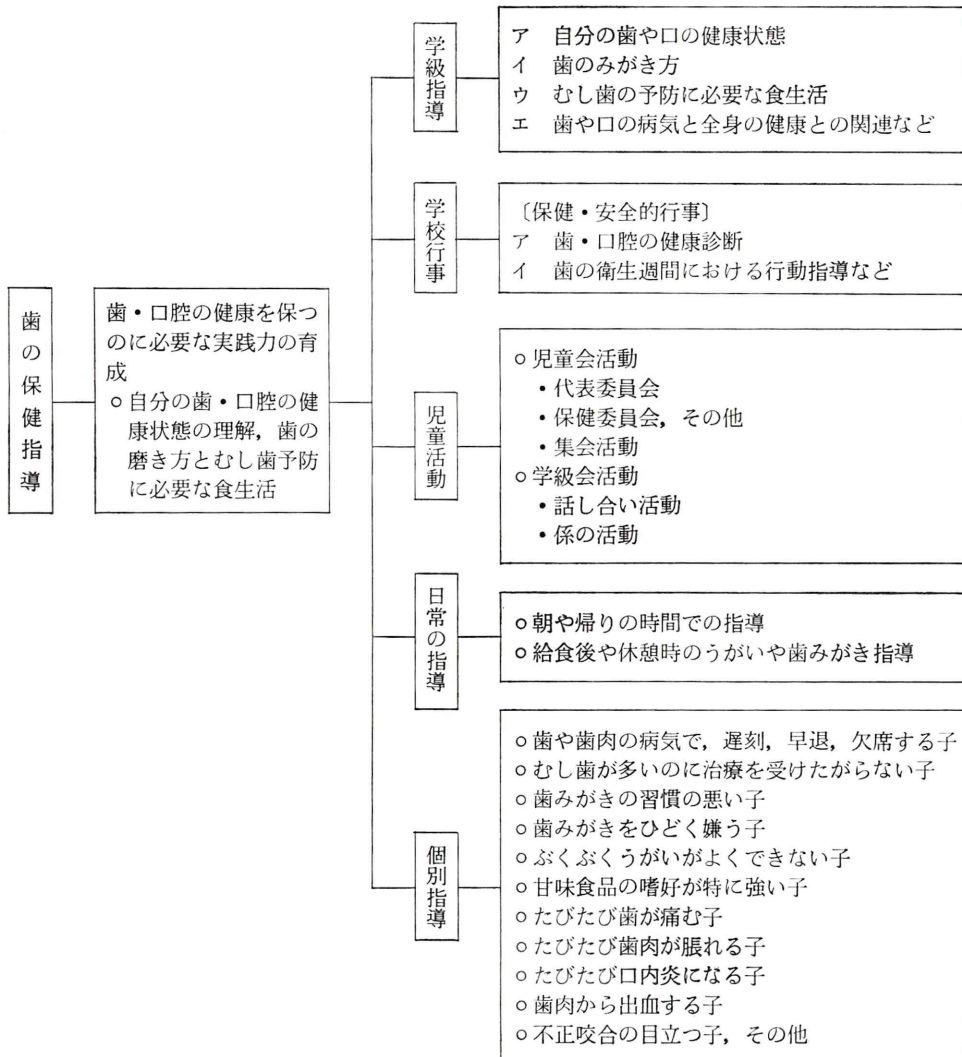 歯の保健指導
歯・口腔の健康を保つ
のに必要な実践力の育
成
○自分の歯・口腔の健
康状態の理解，歯の
磨き方とむし歯予防
に必要な食生活
学級指導
ア　自分の歯や口の健康状態
イ　歯のみがき方
ウ　むし歯の予防に必要な食生活
エ　歯や口の病気と全身の健康との関連など
学校行事
〔保健・安全的行事〕
ア　歯・口腔の健康診断
イ　歯の衛生週間における行動指導など
児童活動
○児童会活動
・代表委員会
・保健委員会，その他
・集会活動
○学級会活動
・話し合い活動
・係の活動
日常の指導
○朝や帰りの時間での指導
○給食後や休憩時のうがいや歯みがき指導
個別指導
○歯や歯肉の病気で，遅刻，早退，欠席する子
○むし歯が多いのに治療を受けたがらない子
○歯みがきの習慣の悪い子
○歯みがきをひどく嫌う子
○ぶくぶくうがいがよくできない子
○甘味食品の嗜好が特に強い子
○たびたび歯が痛む子
○たびたび歯肉が脹れる子
○たびたび口内炎になる子
○歯肉から出血する子
○不正咬合の目立つ子，その他